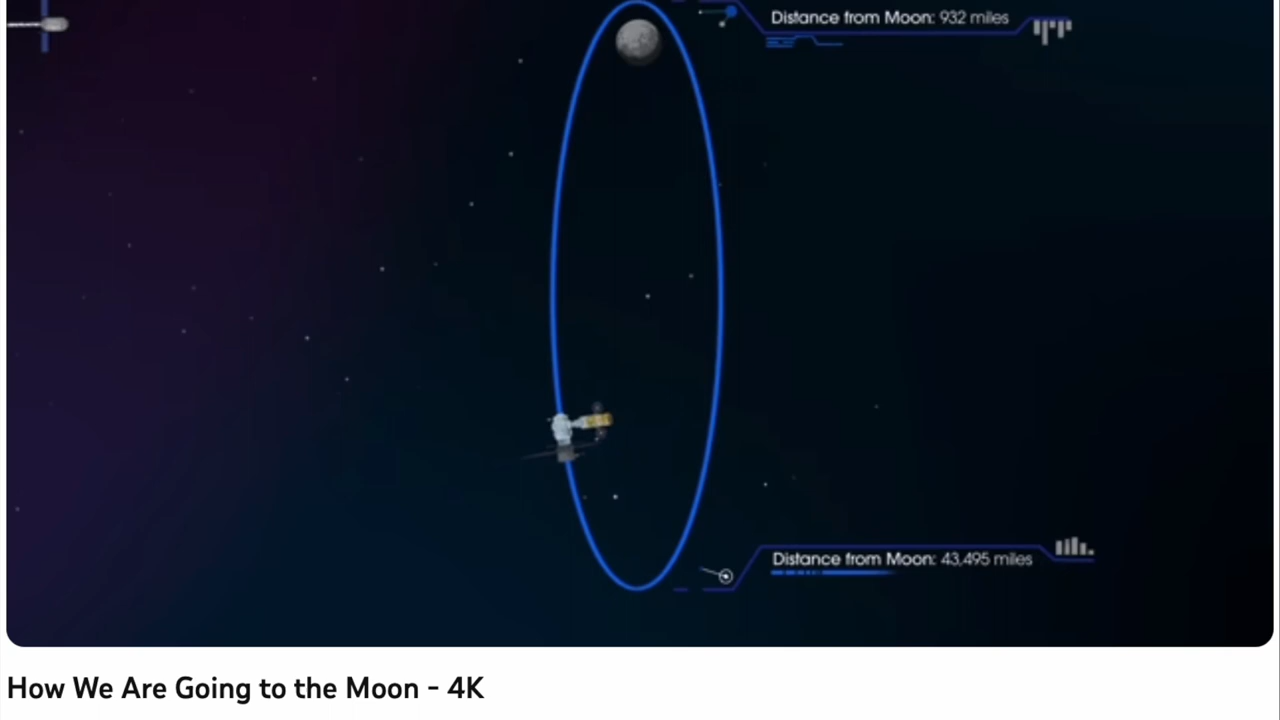 Distance from Moon: 932 miles
Distance from Moon: 43,495 miles
How We Are Going to the Moon - 4K